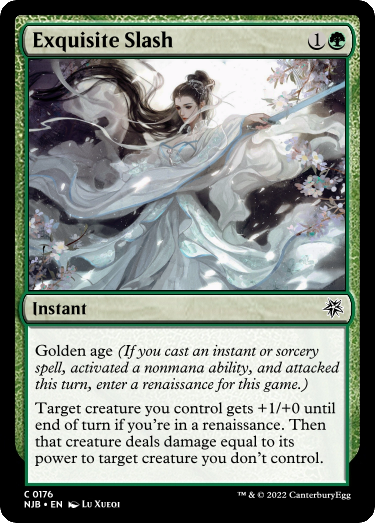 Exquisite Slash 1
Instant
Golden age (If you cast an instant or sorcery
spell, activated a nonmana ability, and attacked
this turn, enter a renaissance for this game.)
Target creature you control gets +1/+0 until
end of turn if you're in a renaissance. Then
that creature deals damage equal to its
power to target creature you don't control.
C 0176
NJB • EN Lu Xueoi
™ & © 2022 CanterburyEgg